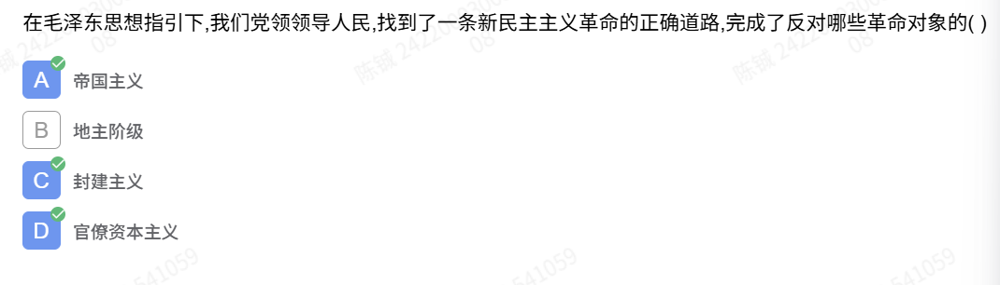 在毛泽东思想指引下,我们党领领导人民,找到了一条新民主主义革命的正确道路,完成了反对哪些革命对象的( )
A 帝国主义
B 地主阶级
C 封建主义
D 官僚资本主义
541059 541059 541059